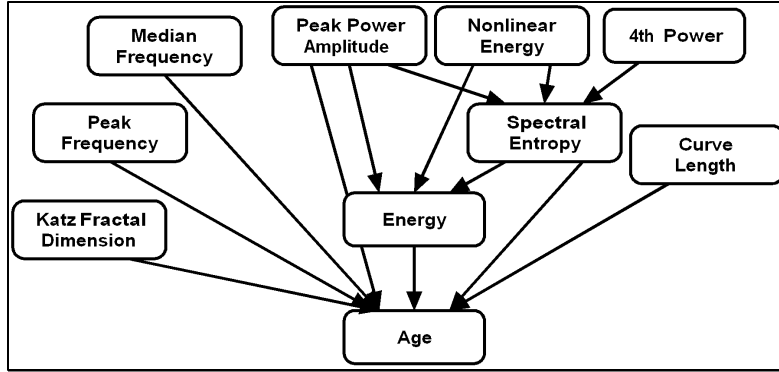 Median
Frequency
Peak Power
Amplitude
Nonlinear
Energy
4th Power
Peak
Frequency
Spectral
Entropy
Curve
Length
Katz Fractal
Dimension
Energy
Age